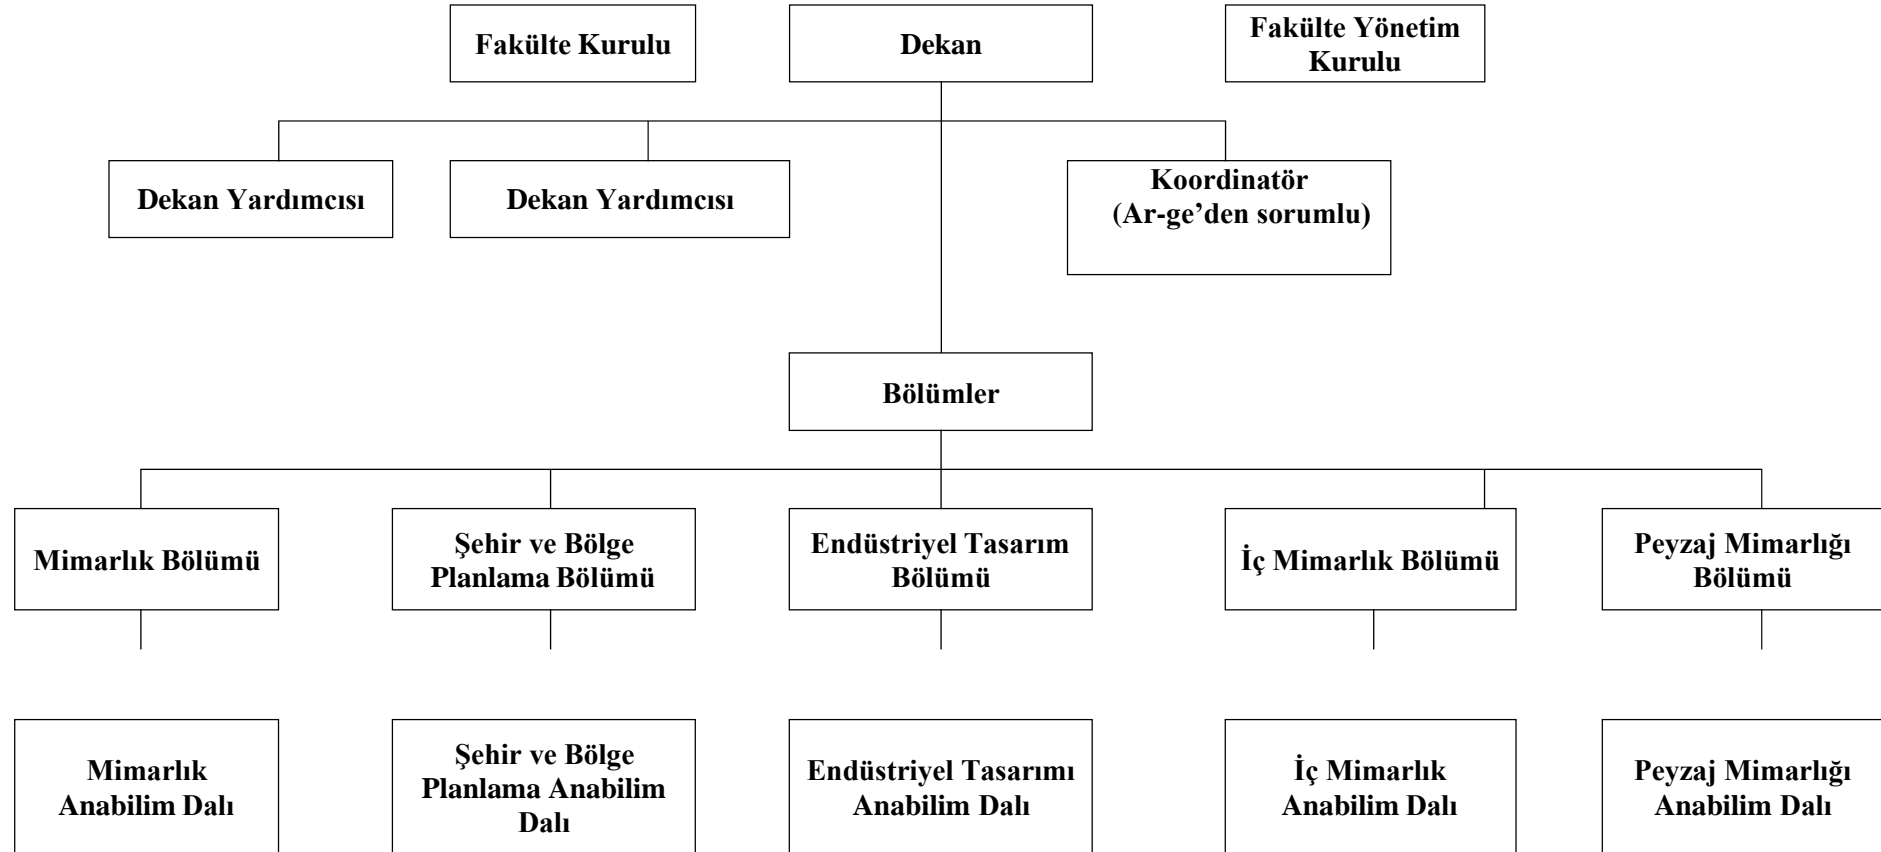 Fakülte Kurulu
Dekan
Fakülte Yönetim
Kurulu
Dekan Yardımcısı
Dekan Yardımcısı
Koordinatör
(Ar-ge’den sorumlu)
Bölümler
Mimarlık Bölümü
Şehir ve Bölge
Planlama Bölümü
Endüstriyel Tasarım
Bölümü
İç Mimarlık Bölümü
Peyzaj Mimarlığı
Bölümü
Mimarlık
Anabilim Dalı
Şehir ve Bölge
Planlama Anabilim
Dalı
Endüstriyel Tasarımı
Anabilim Dalı
İç Mimarlık
Anabilim Dalı
Peyzaj Mimarlığı
Anabilim Dalı